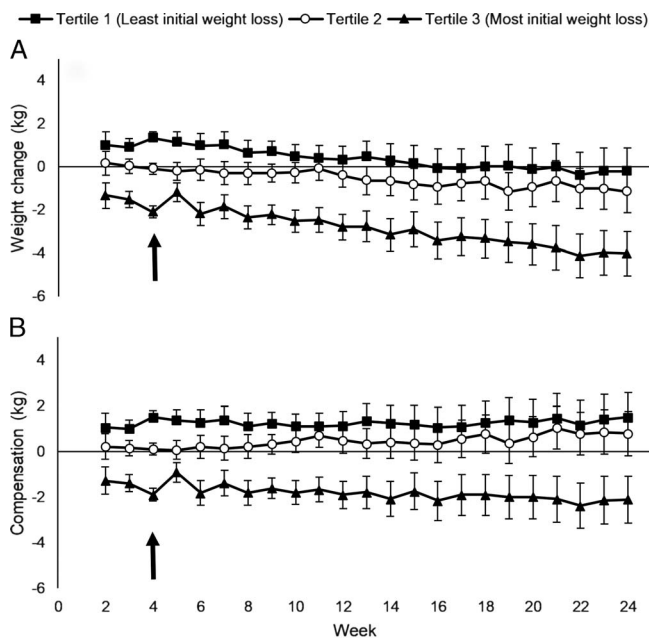 Tertile 1 (Least initial weight loss) Tertile 2 Tertile 3 (Most initial weight loss)
A
4
2
0
-2
-4
-6
Weight change (kg)
B
4
2
0
-2
-4
-6
Compensation (kg)
0 2 4 6 8 10 12 14 16 18 20 22 24
Week